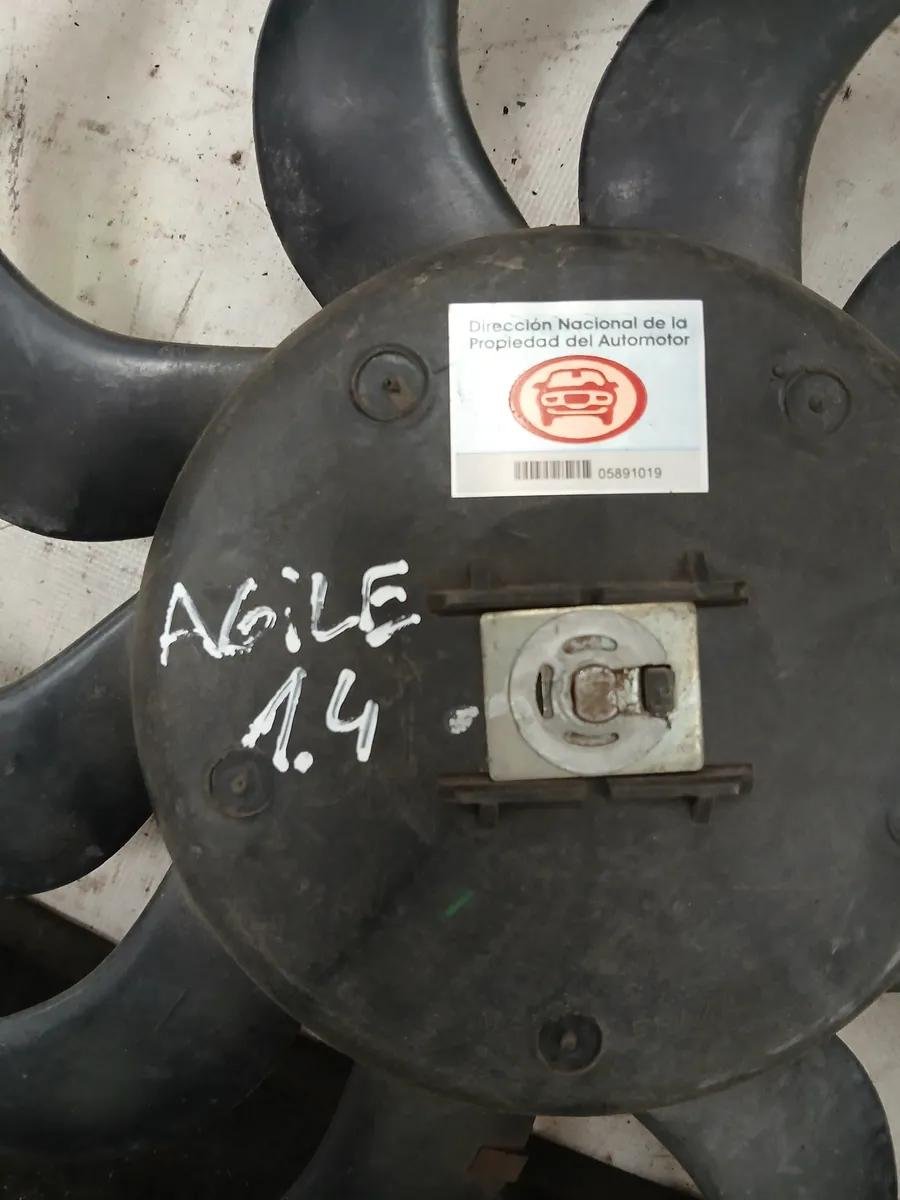 Dirección Nacional de la
Propiedad del Automotor
05891019
AGiLE
1.4